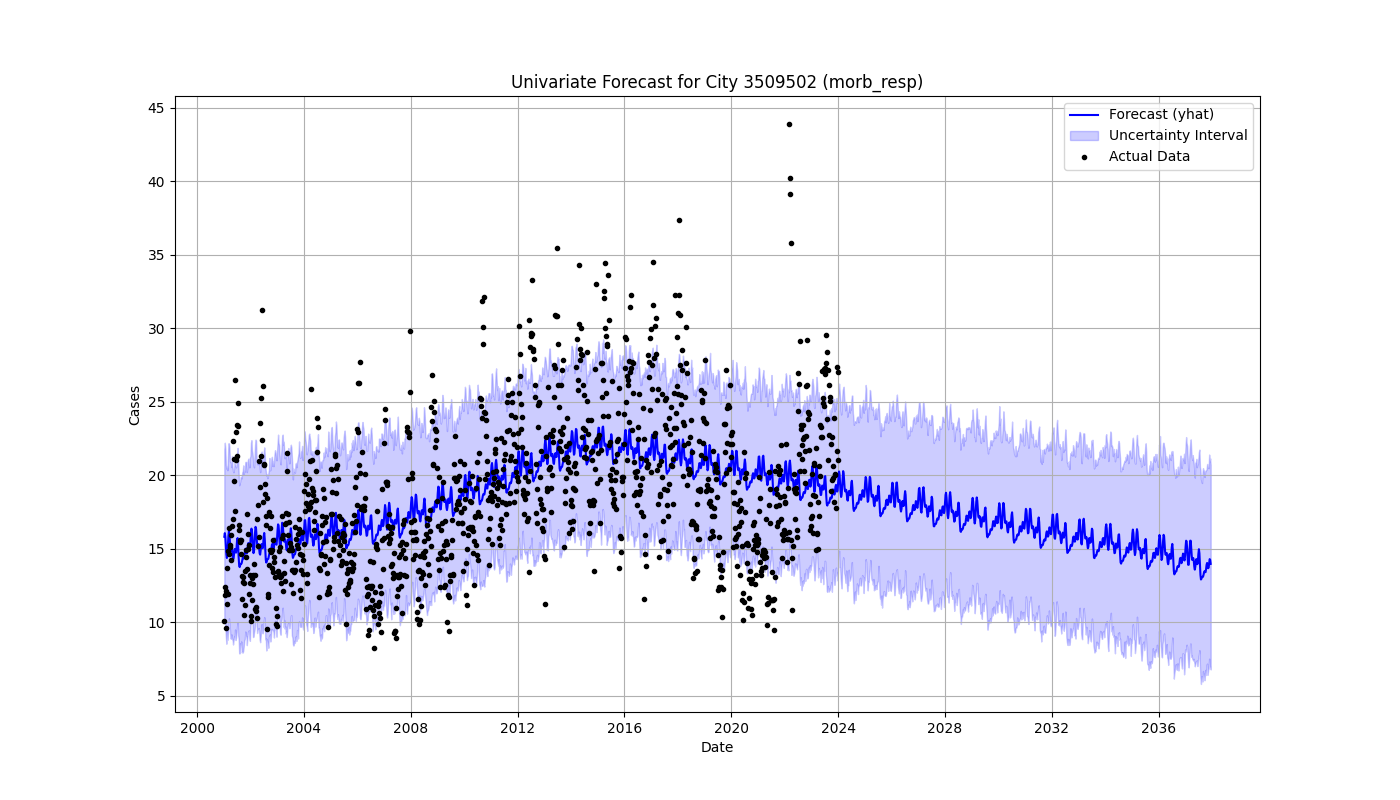 Univariate Forecast for City 3509502 (morb_resp)
Forecast (yhat)
Uncertainty Interval
Actual Data
Cases
45
40
35
30
25
20
15
10
5
2000 2004 2008 2012 2016 2020 2024 2028 2032 2036
Date